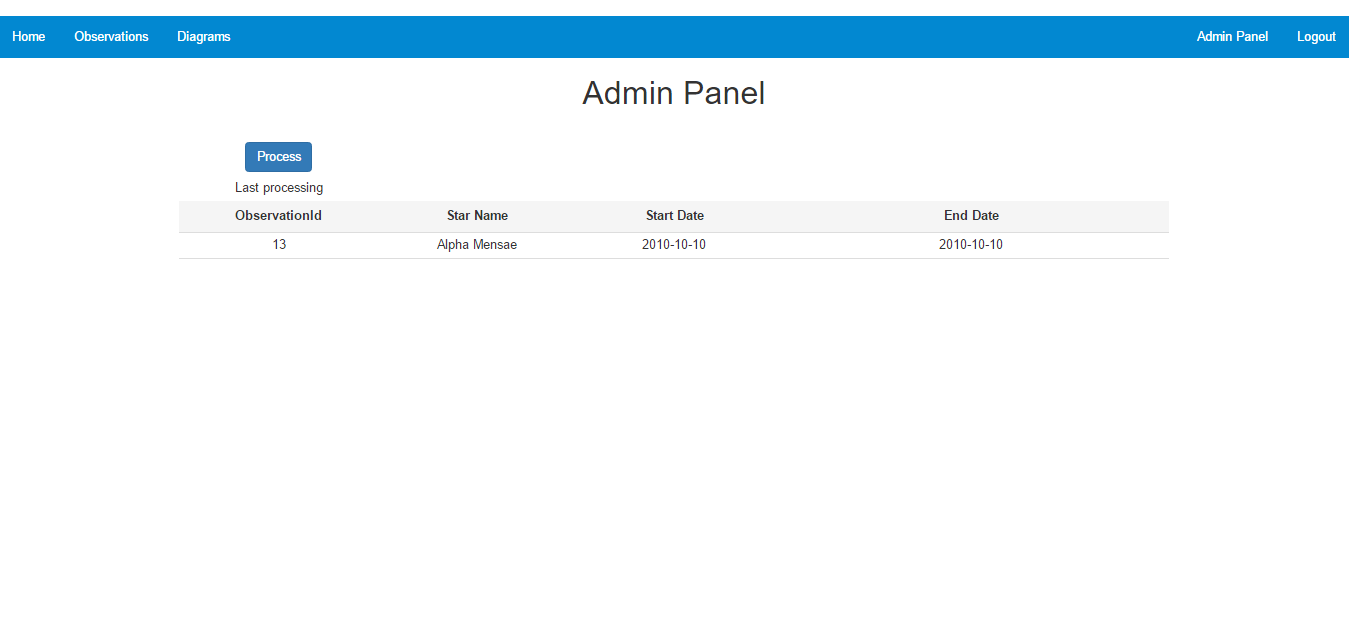 Home Observations Diagrams Admin Panel Logout
Admin Panel
Process
Last processing
ObservationId Star Name Start Date End Date
13 Alpha Mensae 2010-10-10 2010-10-10